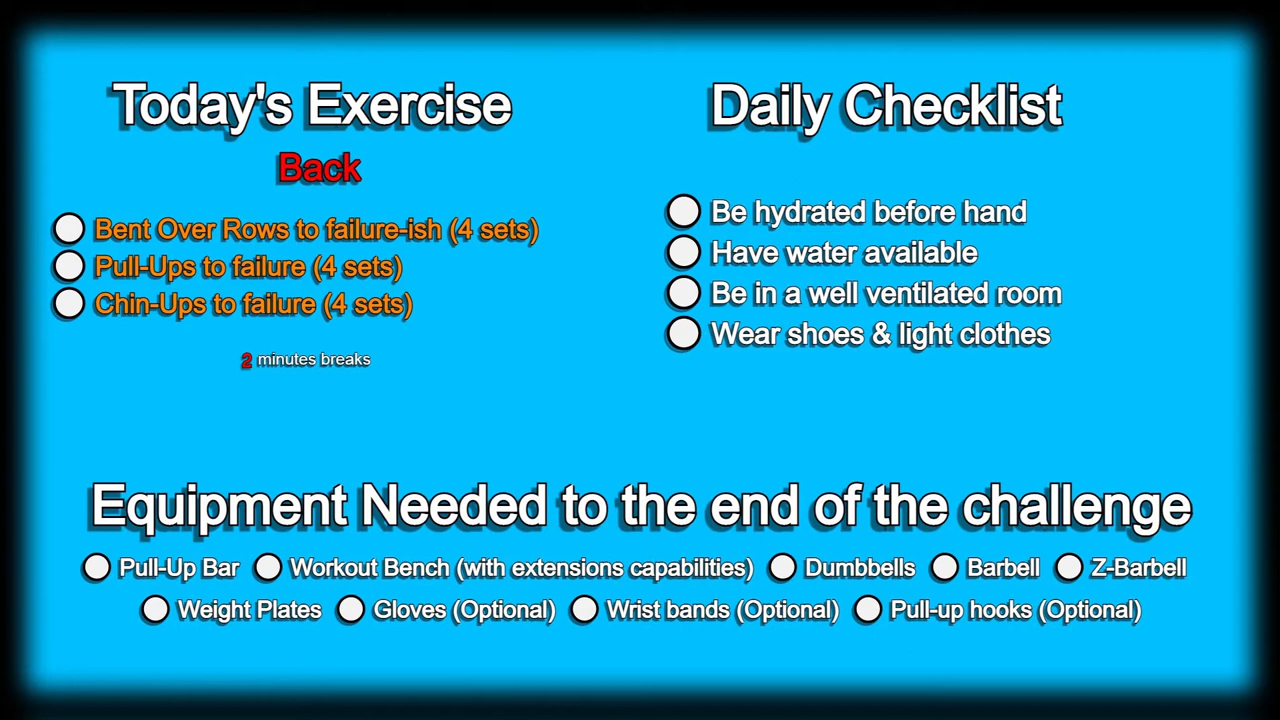 Today's Exercise
Back
Bent Over Rows to failure-ish (4 sets)
Pull-Ups to failure (4 sets)
Chin-Ups to failure (4 sets)
2 minutes breaks
Daily Checklist
Be hydrated before hand
Have water available
Be in a well ventilated room
Wear shoes & light clothes
Equipment Needed to the end of the challenge
Pull-Up Bar Workout Bench (with extensions capabilities) Dumbbells Barbell Z-Barbell
Weight Plates Gloves (Optional) Wrist bands (Optional) Pull-up hooks (Optional)